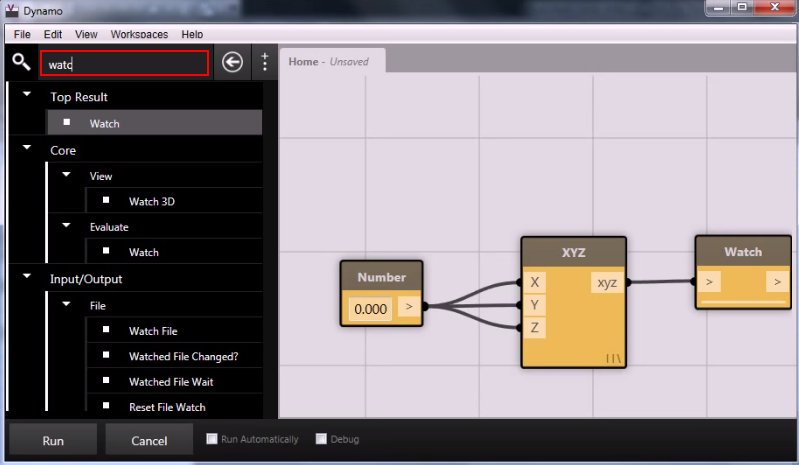 Dynamo
File Edit View Workspaces Help
watc
Home - Unsaved
Top Result
Watch
Core
View
Watch 3D
Evaluate
Watch
Input/Output
File
Watch File
Watched File Changed?
Watched File Wait
Reset File Watch
Number
0.000 >
XYZ
X xyz
Y
Z
Watch
> >
Run Cancel Run Automatically Debug